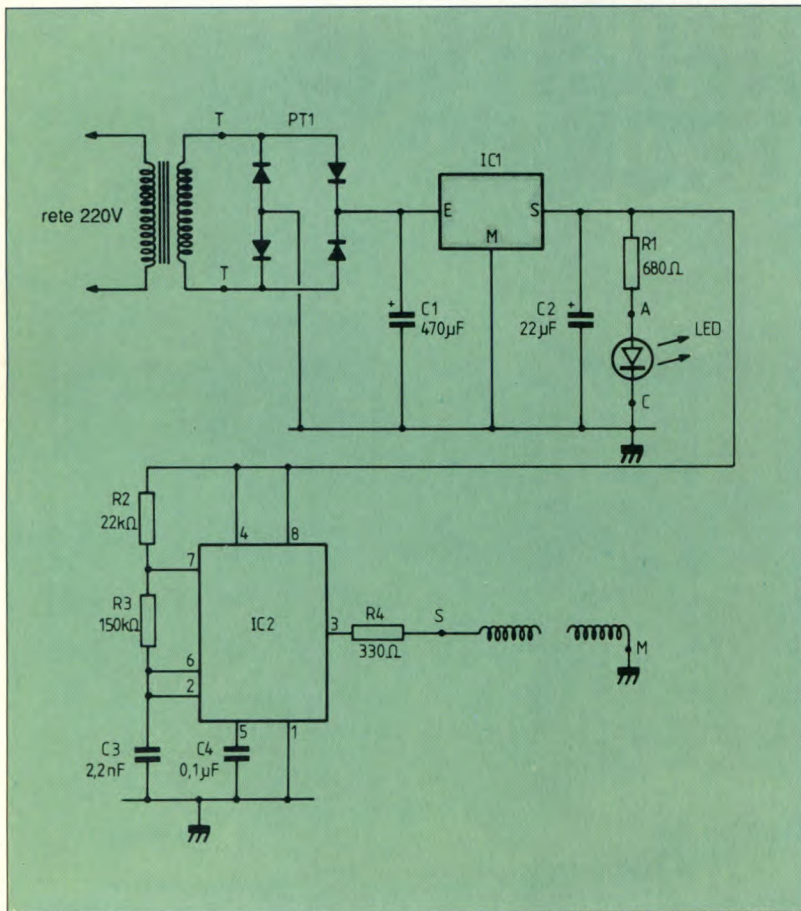 T
PT1
IC1
rete 220V
E
S
M
R1
680Ω
T
+
C1
470µF
C2
22µF
+
A
LED
C
R2
22kΩ
4
8
7
R3
150kΩ
IC2
3
R4
330Ω
S
M
6
2
5
1
C3
2,2nF
C4
0,1µF